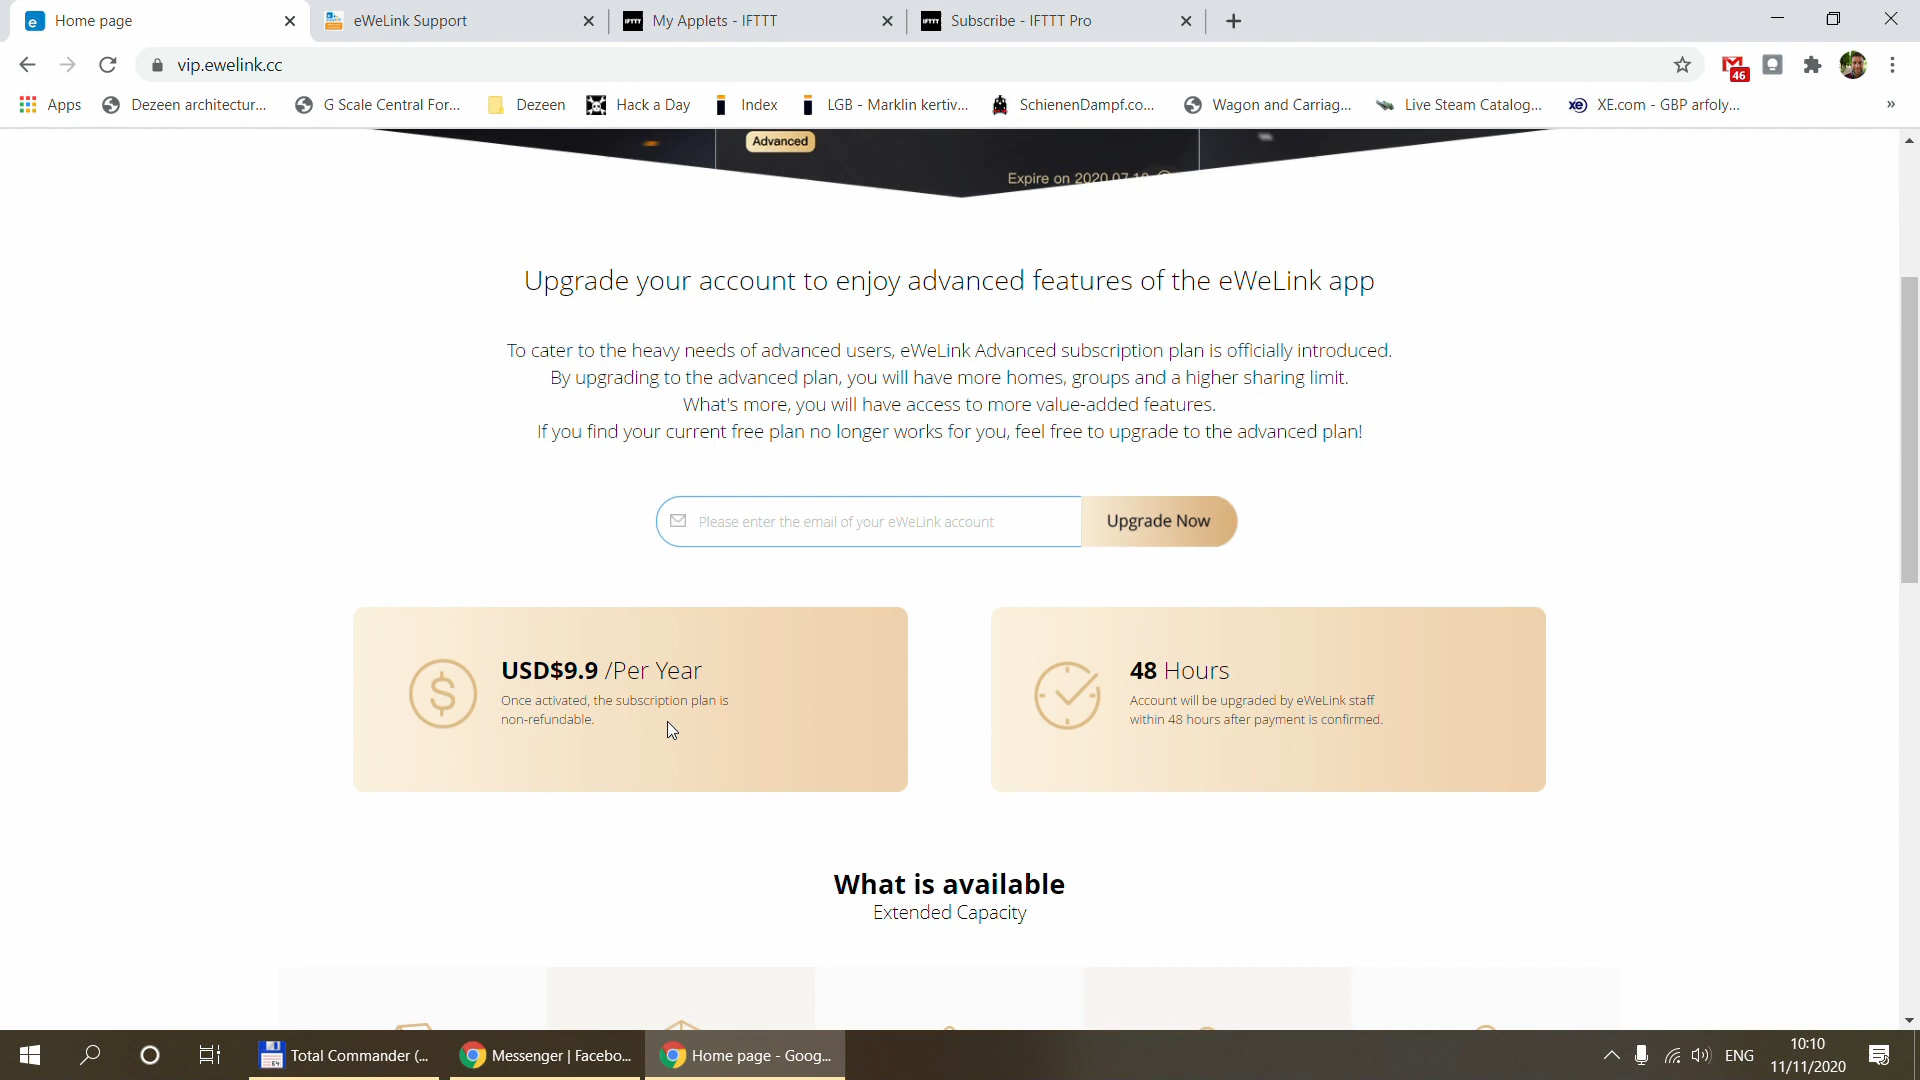 Home page
eWeLink Support
My Applets - IFTTT
Subscribe - IFTTT Pro
vip.ewelink.cc
46
Apps
Dezeen architectur...
G Scale Central For...
Dezeen
Hack a Day
Index
LGB - Marklin kertiv...
SchienenDampf.co...
Wagon and Carriag...
Live Steam Catalog...
XE.com - GBP arfoly...
»
Advanced
Expire on 2020.07.10
Upgrade your account to enjoy advanced features of the eWeLink app
To cater to the heavy needs of advanced users, eWeLink Advanced subscription plan is officially introduced.
By upgrading to the advanced plan, you will have more homes, groups and a higher sharing limit.
What's more, you will have access to more value-added features.
If you find your current free plan no longer works for you, feel free to upgrade to the advanced plan!
Please enter the email of your eWeLink account
Upgrade Now
USD$9.9 /Per Year
Once activated, the subscription plan is
non-refundable.
48 Hours
Account will be upgraded by eWeLink staff
within 48 hours after payment is confirmed.
What is available
Extended Capacity
Total Commander (...
Messenger | Facebo...
Home page - Goog...
ENG
10:10
11/11/2020